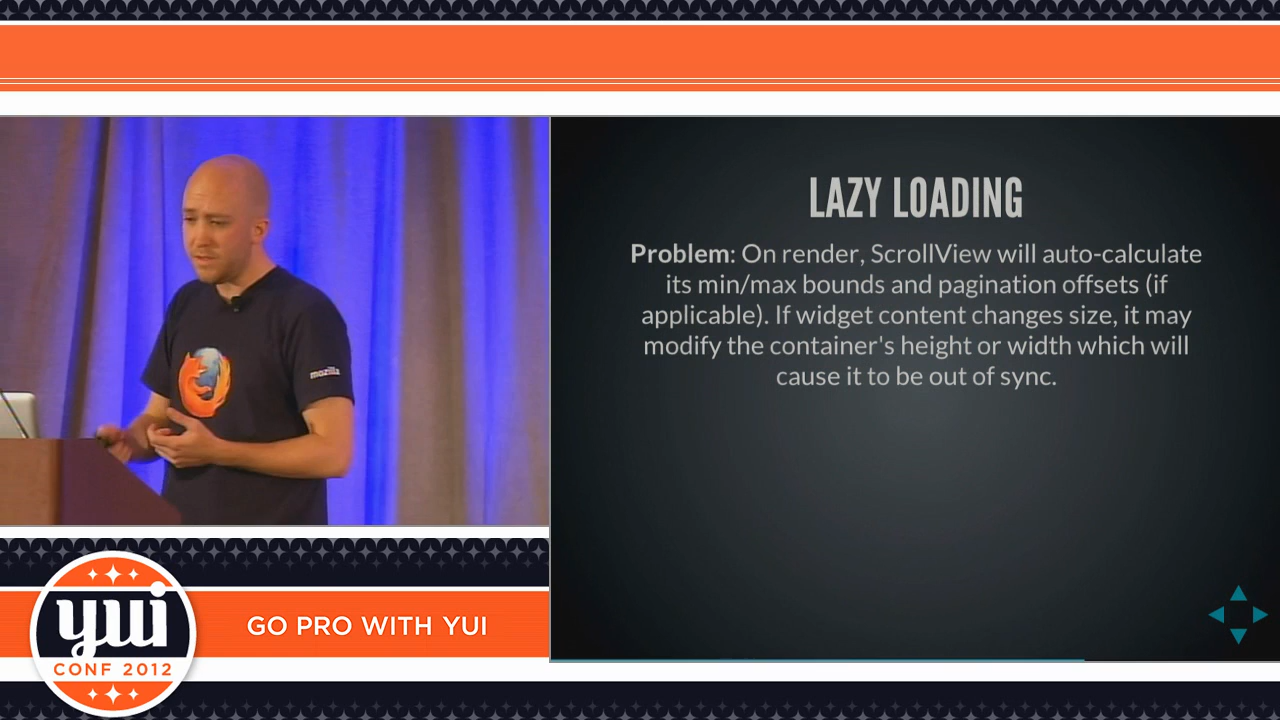 LAZY LOADING
Problem: On render, ScrollView will auto-calculate
its min/max bounds and pagination offsets (if
applicable). If widget content changes size, it may
modify the container's height or width which will
cause it to be out of sync.
mozilla
yui
CONF 2012
GO PRO WITH YUI